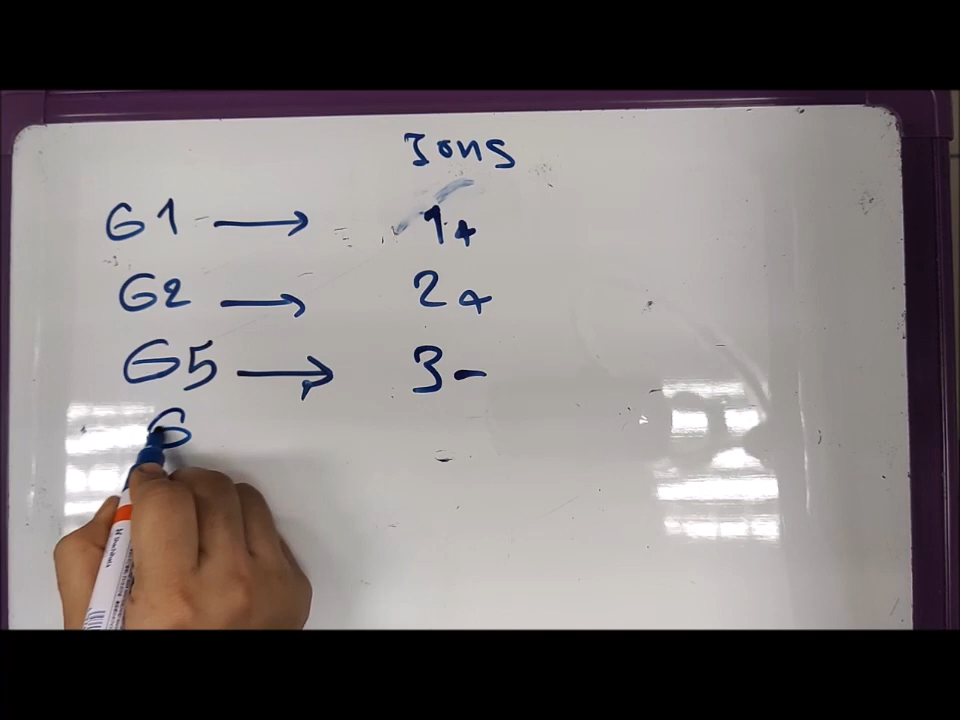 Ions
G1 → 1+
G2 → 2+
G5 → 3-
G